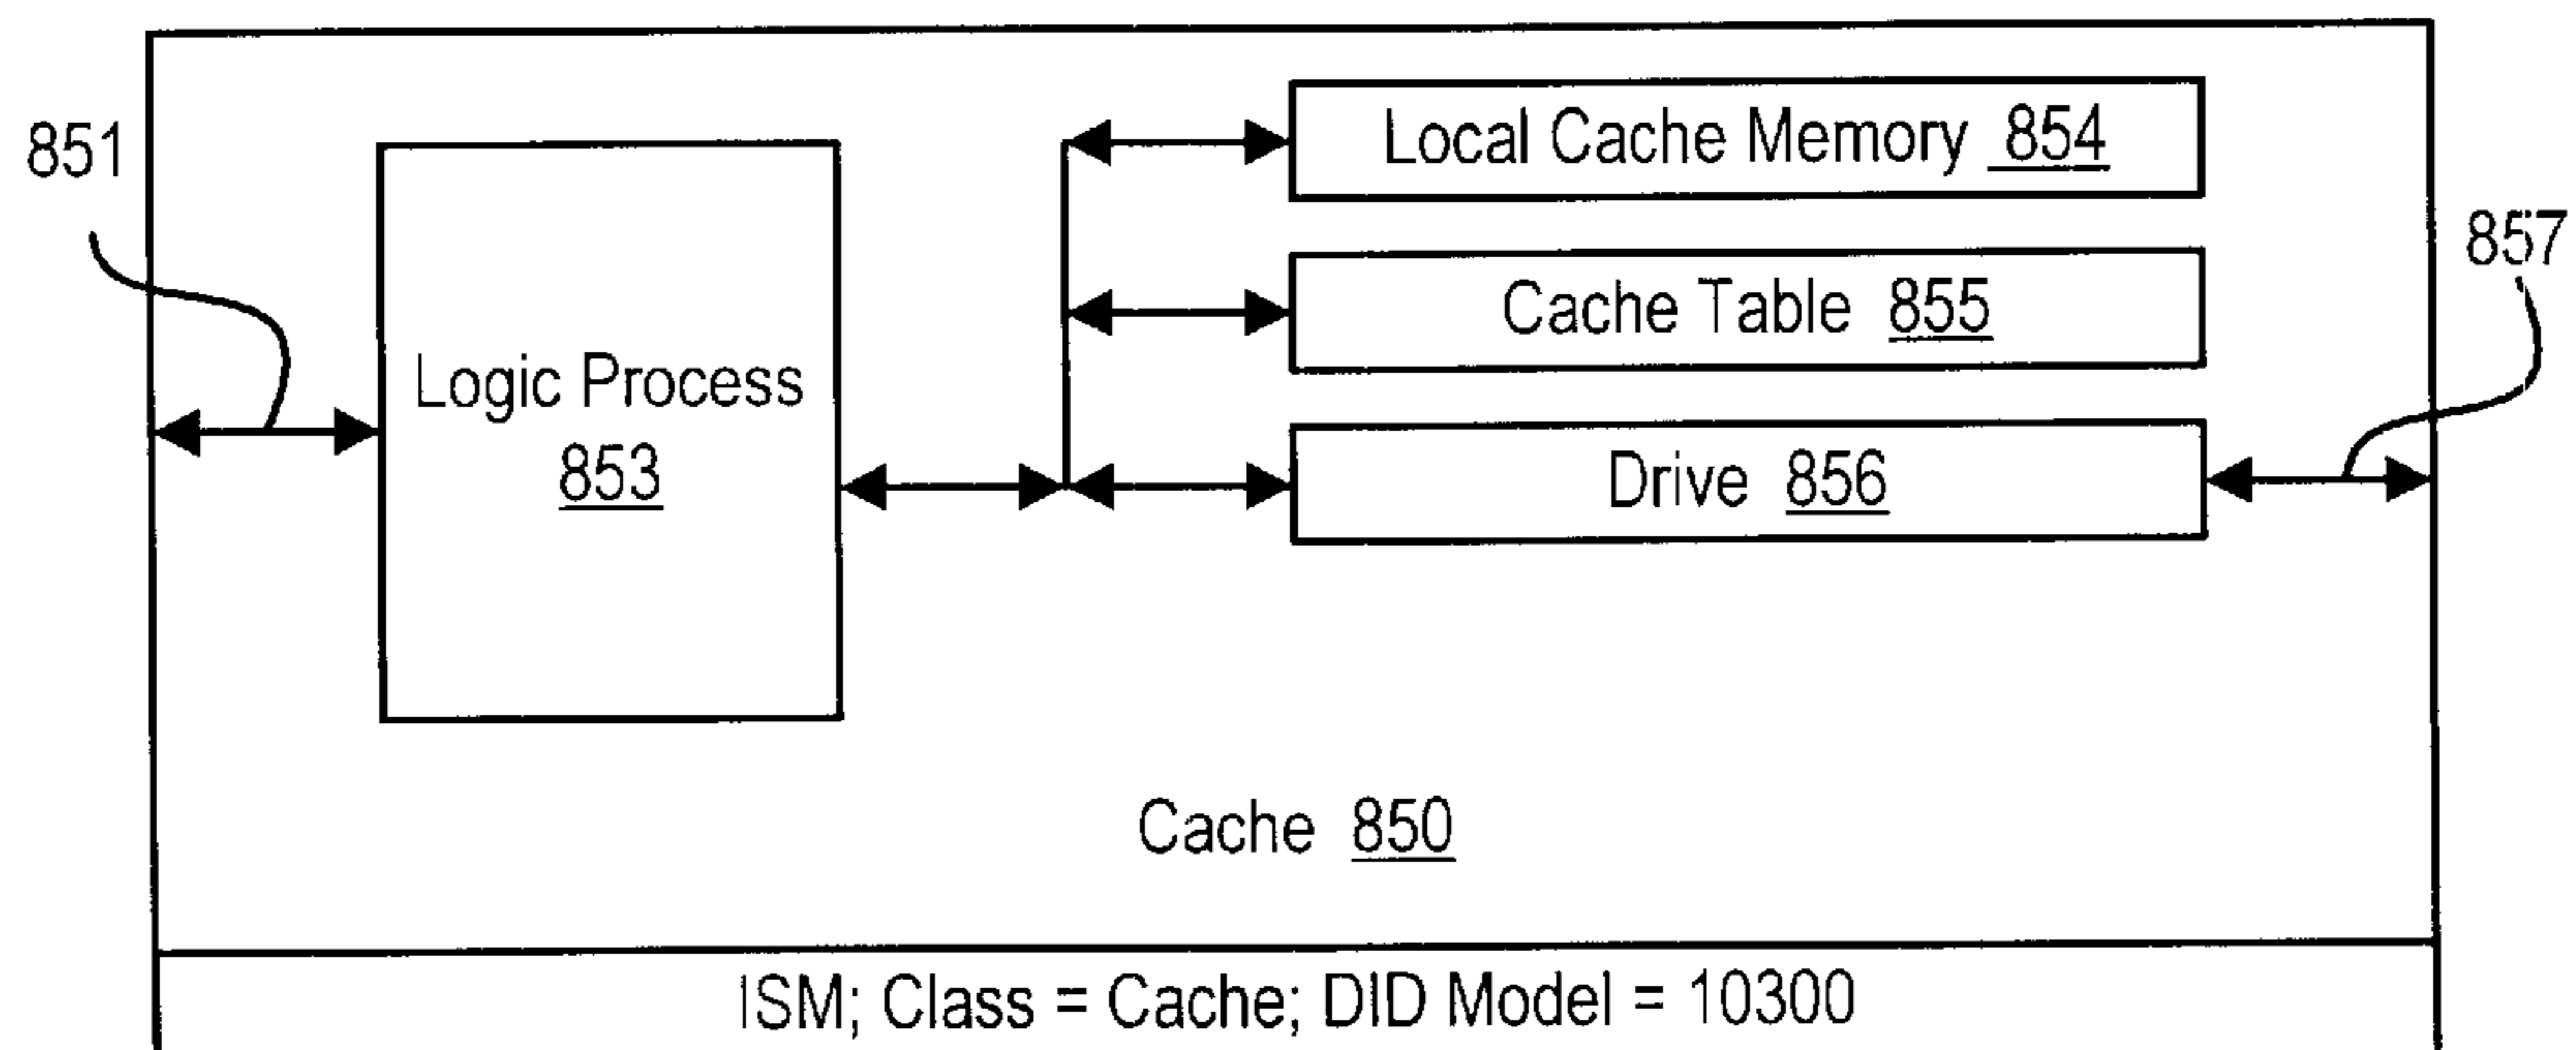 851
Logic Process
853
Local Cache Memory 854
Cache Table 855
Drive 856
857
Cache 850
ISM; Class = Cache; DID Model = 10300